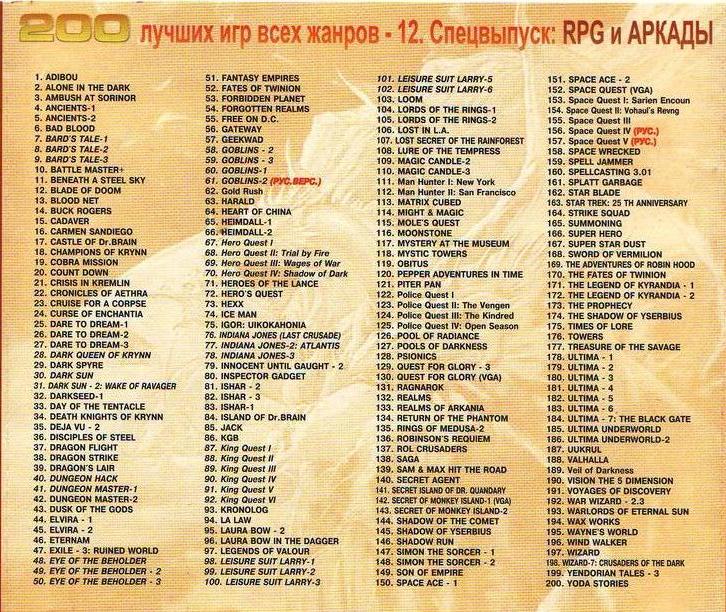 200 лучших игр всех жанров - 12. Спецвыпуск: RPG и АРКАДЫ
1. ADIBOU
2. ALONE IN THE DARK
3. AMBUSH AT SORINOR
4. ANCIENTS-1
5. ANCIENTS-2
6. BAD BLOOD
7. BARD'S TALE-1
8. BARD'S TALE-2
9. BARD'S TALE-3
10. BATTLE MASTER+
11. BENEATH A STEEL SKY
12. BLADE OF DOOM
13. BLOOD NET
14. BUCK ROGERS
15. CADAVER
16. CARMEN SANDIEGO
17. CASTLE OF Dr.BRAIN
18. CHAMPIONS OF KRYNN
19. COBRA MISSION
20. COUNT DOWN
21. CRISIS IN KREMLIN
22. CRONICLES OF AETHRA
23. CRUISE FOR A CORPSE
24. CURSE OF ENCHANTIA
25. DARE TO DREAM-1
26. DARE TO DREAM-2
27. DARE TO DREAM-3
28. DARK QUEEN OF KRYNN
29. DARK SPYRE
30. DARK SUN
31. DARK SUN - 2: WAKE OF RAVAGER
32. DARKSEED-1
33. DAY OF THE TENTACLE
34. DEATH KNIGHTS OF KRYNN
35. DEJA VU - 2
36. DISCIPLES OF STEEL
37. DRAGON FLIGHT
38. DRAGON STRIKE
39. DRAGON'S LAIR
40. DUNGEON HACK
41. DUNGEON MASTER-1
42. DUNGEON MASTER-2
43. DUSK OF THE GODS
44. ELVIRA - 1
45. ELVIRA - 2
46. ETERNAM
47. EXILE - 3: RUINED WORLD
48. EYE OF THE BEHOLDER
49. EYE OF THE BEHOLDER - 2
50. EYE OF THE BEHOLDER - 3
51. FANTASY EMPIRES
52. FATES OF TWINION
53. FORBIDDEN PLANET
54. FORGOTTEN REALMS
55. FREE ON D.C.
56. GATEWAY
57. GEEKWAD
58. GOBLINS - 2
59. GOBLINS - 3
60. GOBLINS-1
61. GOBLINS-2 (РУС.ВЕРС.)
62. Gold Rush
63. HARALD
64. HEART OF CHINA
65. HEIMDALL-1
66. HEIMDALL-2
67. Hero Quest I
68. Hero Quest II: Trial by Fire
69. Hero Quest III: Wages of War
70. Hero Quest IV: Shadow of Dark
71. HEROES OF THE LANCE
72. HERO'S QUEST
73. HEXX
74. ICE MAN
75. IGOR: UIKOKAHONIA
76. INDIANA JONES (LAST CRUSADE)
77. INDIANA JONES-2: ATLANTIS
78. INDIANA JONES-3
79. INNOCENT UNTIL CAUGHT - 2
80. INSPECTOR GADGET
81. ISHAR - 2
82. ISHAR - 3
83. ISHAR-1
84. ISLAND OF Dr.BRAIN
85. JACK
86. KGB
87. King Quest I
88. King Quest II
89. King Quest III
90. King Quest IV
91. King Quest V
92. King Quest VI
93. KRONOLOG
94. LA LAW
95. LAURA BOW - 2
96. LAURA BOW IN THE DAGGER
97. LEGENDS OF VALOUR
98. LEISURE SUIT LARRY-1
99. LEISURE SUIT LARRY-2
100. LEISURE SUIT LARRY-3
101. LEISURE SUIT LARRY-5
102. LEISURE SUIT LARRY-6
103. LOOM
104. LORDS OF THE RINGS-1
105. LORDS OF THE RINGS-2
106. LOST IN L.A.
107. LOST SECRET OF THE RAINFOREST
108. LURE OF THE TEMPRESS
109. MAGIC CANDLE-2
110. MAGIC CANDLE-3
111. Man Hunter I: New York
112. Man Hunter II: San Francisco
113. MATRIX CUBED
114. MIGHT & MAGIC
115. MOLE'S QUEST
116. MOONSTONE
117. MYSTERY AT THE MUSEUM
118. MYSTIC TOWERS
119. OBITUS
120. PEPPER ADVENTURES IN TIME
121. PITER PAN
122. Police Quest I
123. Police Quest II: The Vengen
124. Police Quest III: The Kindred
125. Police Quest IV: Open Season
126. POOL OF RADIANCE
127. POOLS OF DARKNESS
128. PSIONICS
129. QUEST FOR GLORY - 3
130. QUEST FOR GLORY (VGA)
131. RAGNAROK
132. REALMS
133. REALMS OF ARKANIA
134. RETURN OF THE PHANTOM
135. RINGS OF MEDUSA-2
136. ROBINSON'S REQUIEM
137. ROL CRUSADERS
138. SAGA
139. SAM & MAX HIT THE ROAD
140. SECRET AGENT
141. SECRET ISLAND OF DR. QUANDARY
142. SECRET OF MONKEY ISLAND-1 (VGA)
143. SECRET OF MONKEY ISLAND-2
144. SHADOW OF THE COMET
145. SHADOW OF YSERBIUS
146. SHADOW RUN
147. SIMON THE SORCER - 1
148. SIMON THE SORCER - 2
149. SON OF EMPIRE
150. SPACE ACE - 1
151. SPACE ACE - 2
152. SPACE QUEST (VGA)
153. Space Quest I: Sarien Encoun
154. Space Quest II: Vohaul's Revng
155. Space Quest III
156. Space Quest IV (РУС.)
157. Space Quest V (РУС.)
158. SPACE WRECKED
159. SPELL JAMMER
160. SPELLCASTING 3.01
161. SPLATT GARBAGE
162. STAR BLADE
163. STAR TREK: 25 TH ANNIVERSARY
164. STRIKE SQUAD
165. SUMMONING
166. SUPER HERO
167. SUPER STAR DUST
168. SWORD OF VERMILION
169. THE ADVENTURES OF ROBIN HOOD
170. THE FATES OF TWINION
171. THE LEGEND OF KYRANDIA - 1
172. THE LEGEND OF KYRANDIA - 2
173. THE PROPHECY
174. THE SHADOW OF YSERBIUS
175. TIMES OF LORE
176. TOWERS
177. TREASURE OF THE SAVAGE
178. ULTIMA - 1
179. ULTIMA - 2
180. ULTIMA - 3
181. ULTIMA - 4
182. ULTIMA - 5
183. ULTIMA - 6
184. ULTIMA - 7: THE BLACK GATE
185. ULTIMA UNDERWORLD
186. ULTIMA UNDERWORLD-2
187. UUKRUL
188. VALHALLA
189. Veil of Darkness
190. VISION THE 5 DIMENSION
191. VOYAGES OF DISCOVERY
192. WAR WIZARD - 2.3
193. WARLORDS OF ETERNAL SUN
194. WAX WORKS
195. WAYNE'S WORLD
196. WIND WALKER
197. WIZARD
198. WIZARD-7: CRUSADERS OF THE DARK
199. YENDORIAN TALES - 3
200. YODA STORIES